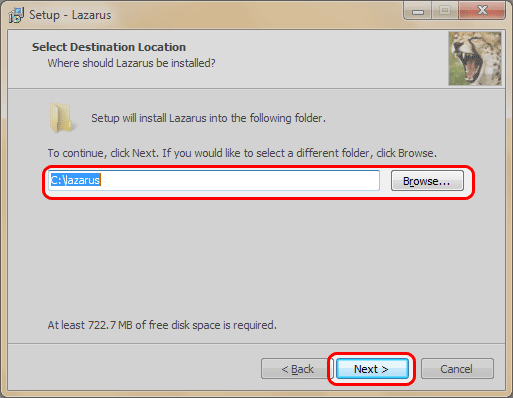 Setup - Lazarus
Select Destination Location
Where should Lazarus be installed?
Setup will install Lazarus into the following folder.
To continue, click Next. If you would like to select a different folder, click Browse.
C:\lazarus
Browse...
At least 722.7 MB of free disk space is required.
< Back
Next >
Cancel